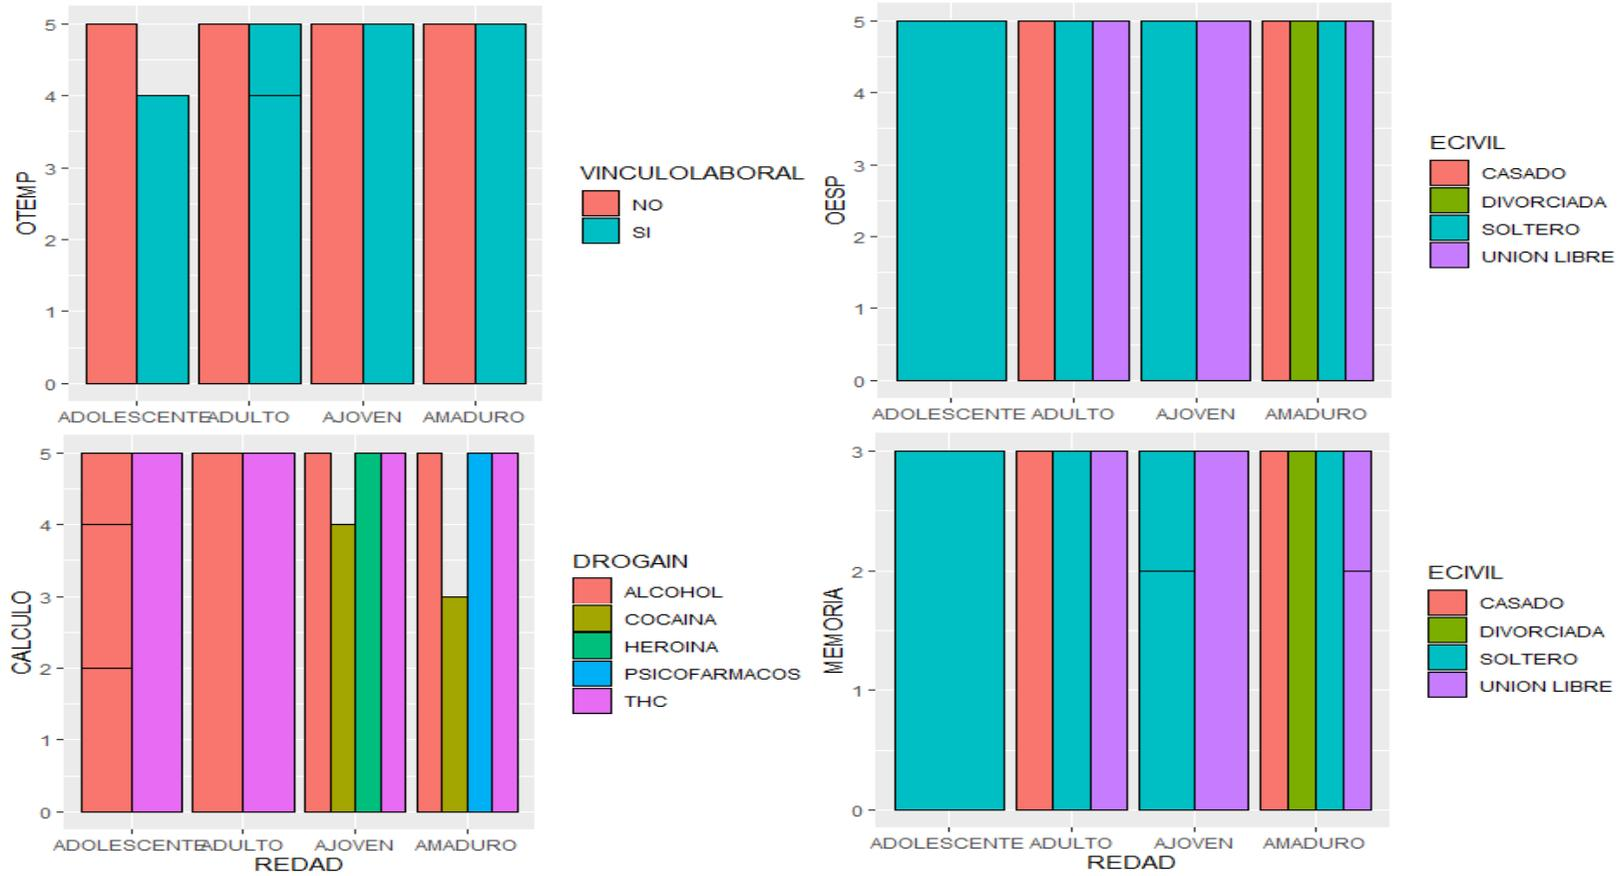 5
4
3
2
1
0
OTEMP
ADOLESCENTE
ADULTO
AJOVEN
AMADURO
VINCULOLABORAL
NO
SI
5
4
3
2
1
0
OESP
ADOLESCENTE
ADULTO
AJOVEN
AMADURO
ECIVIL
CASADO
DIVORCIADA
SOLTERO
UNION LIBRE
5
4
3
2
1
0
CALCULO
ADOLESCENTE
ADULTO
AJOVEN
AMADURO
REDAD
DROGAIN
ALCOHOL
COCAINA
HEROINA
PSICOFARMACOS
THC
3
2
1
0
MEMORIA
ADOLESCENTE
ADULTO
AJOVEN
AMADURO
REDAD
ECIVIL
CASADO
DIVORCIADA
SOLTERO
UNION LIBRE